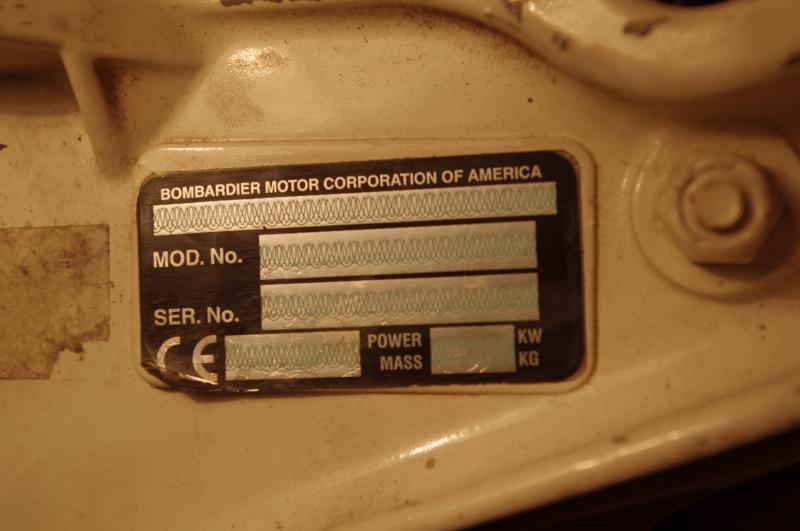 BOMBARDIER MOTOR CORPORATION OF AMERICA
MOD. No.
SER. No.
CE POWER KW
MASS KG